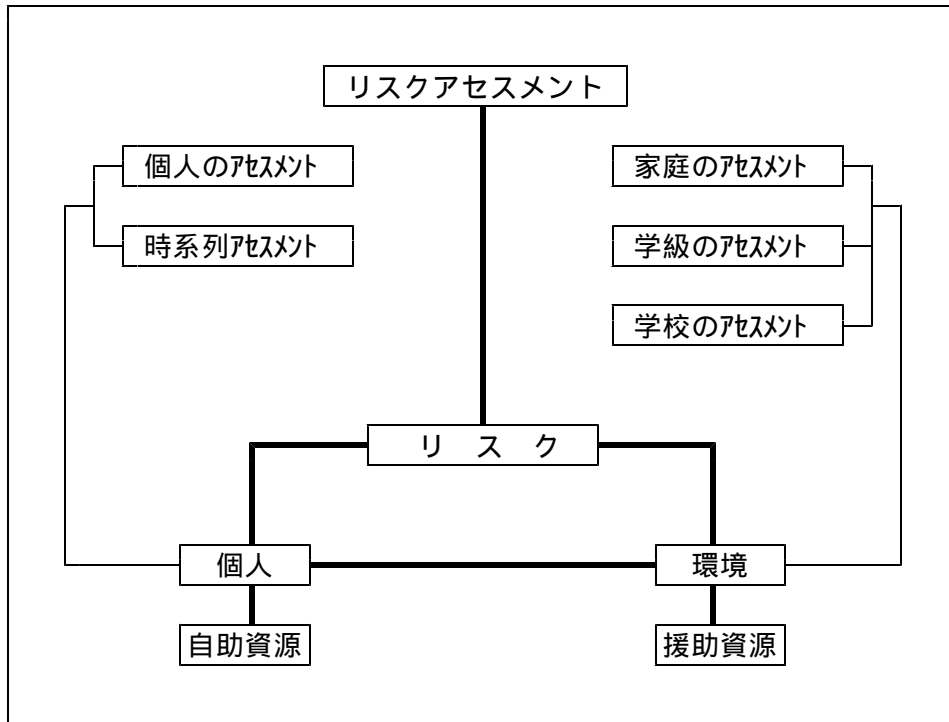 リスクアセスメント
個人のｱｾｽﾒﾝﾄ
家庭のｱｾｽﾒﾝﾄ
時系列ｱｾｽﾒﾝﾄ
学級のｱｾｽﾒﾝﾄ
学校のｱｾｽﾒﾝﾄ
リ　ス　ク
個人
環境
自助資源
援助資源